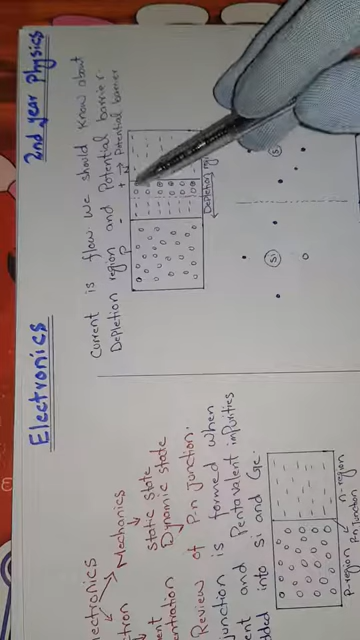 Electronics
2nd year Physics
Mechanics
static state
Dynamic state
Review of P-n junction.
junction is formed when
and Pentavalent impurities
into Si and Ge.
P-region
n-region
Pn junction
Current is flow we should know about
Depletion region and Potential barrier.
P
-
+
Potential barrier
Depletion
Si